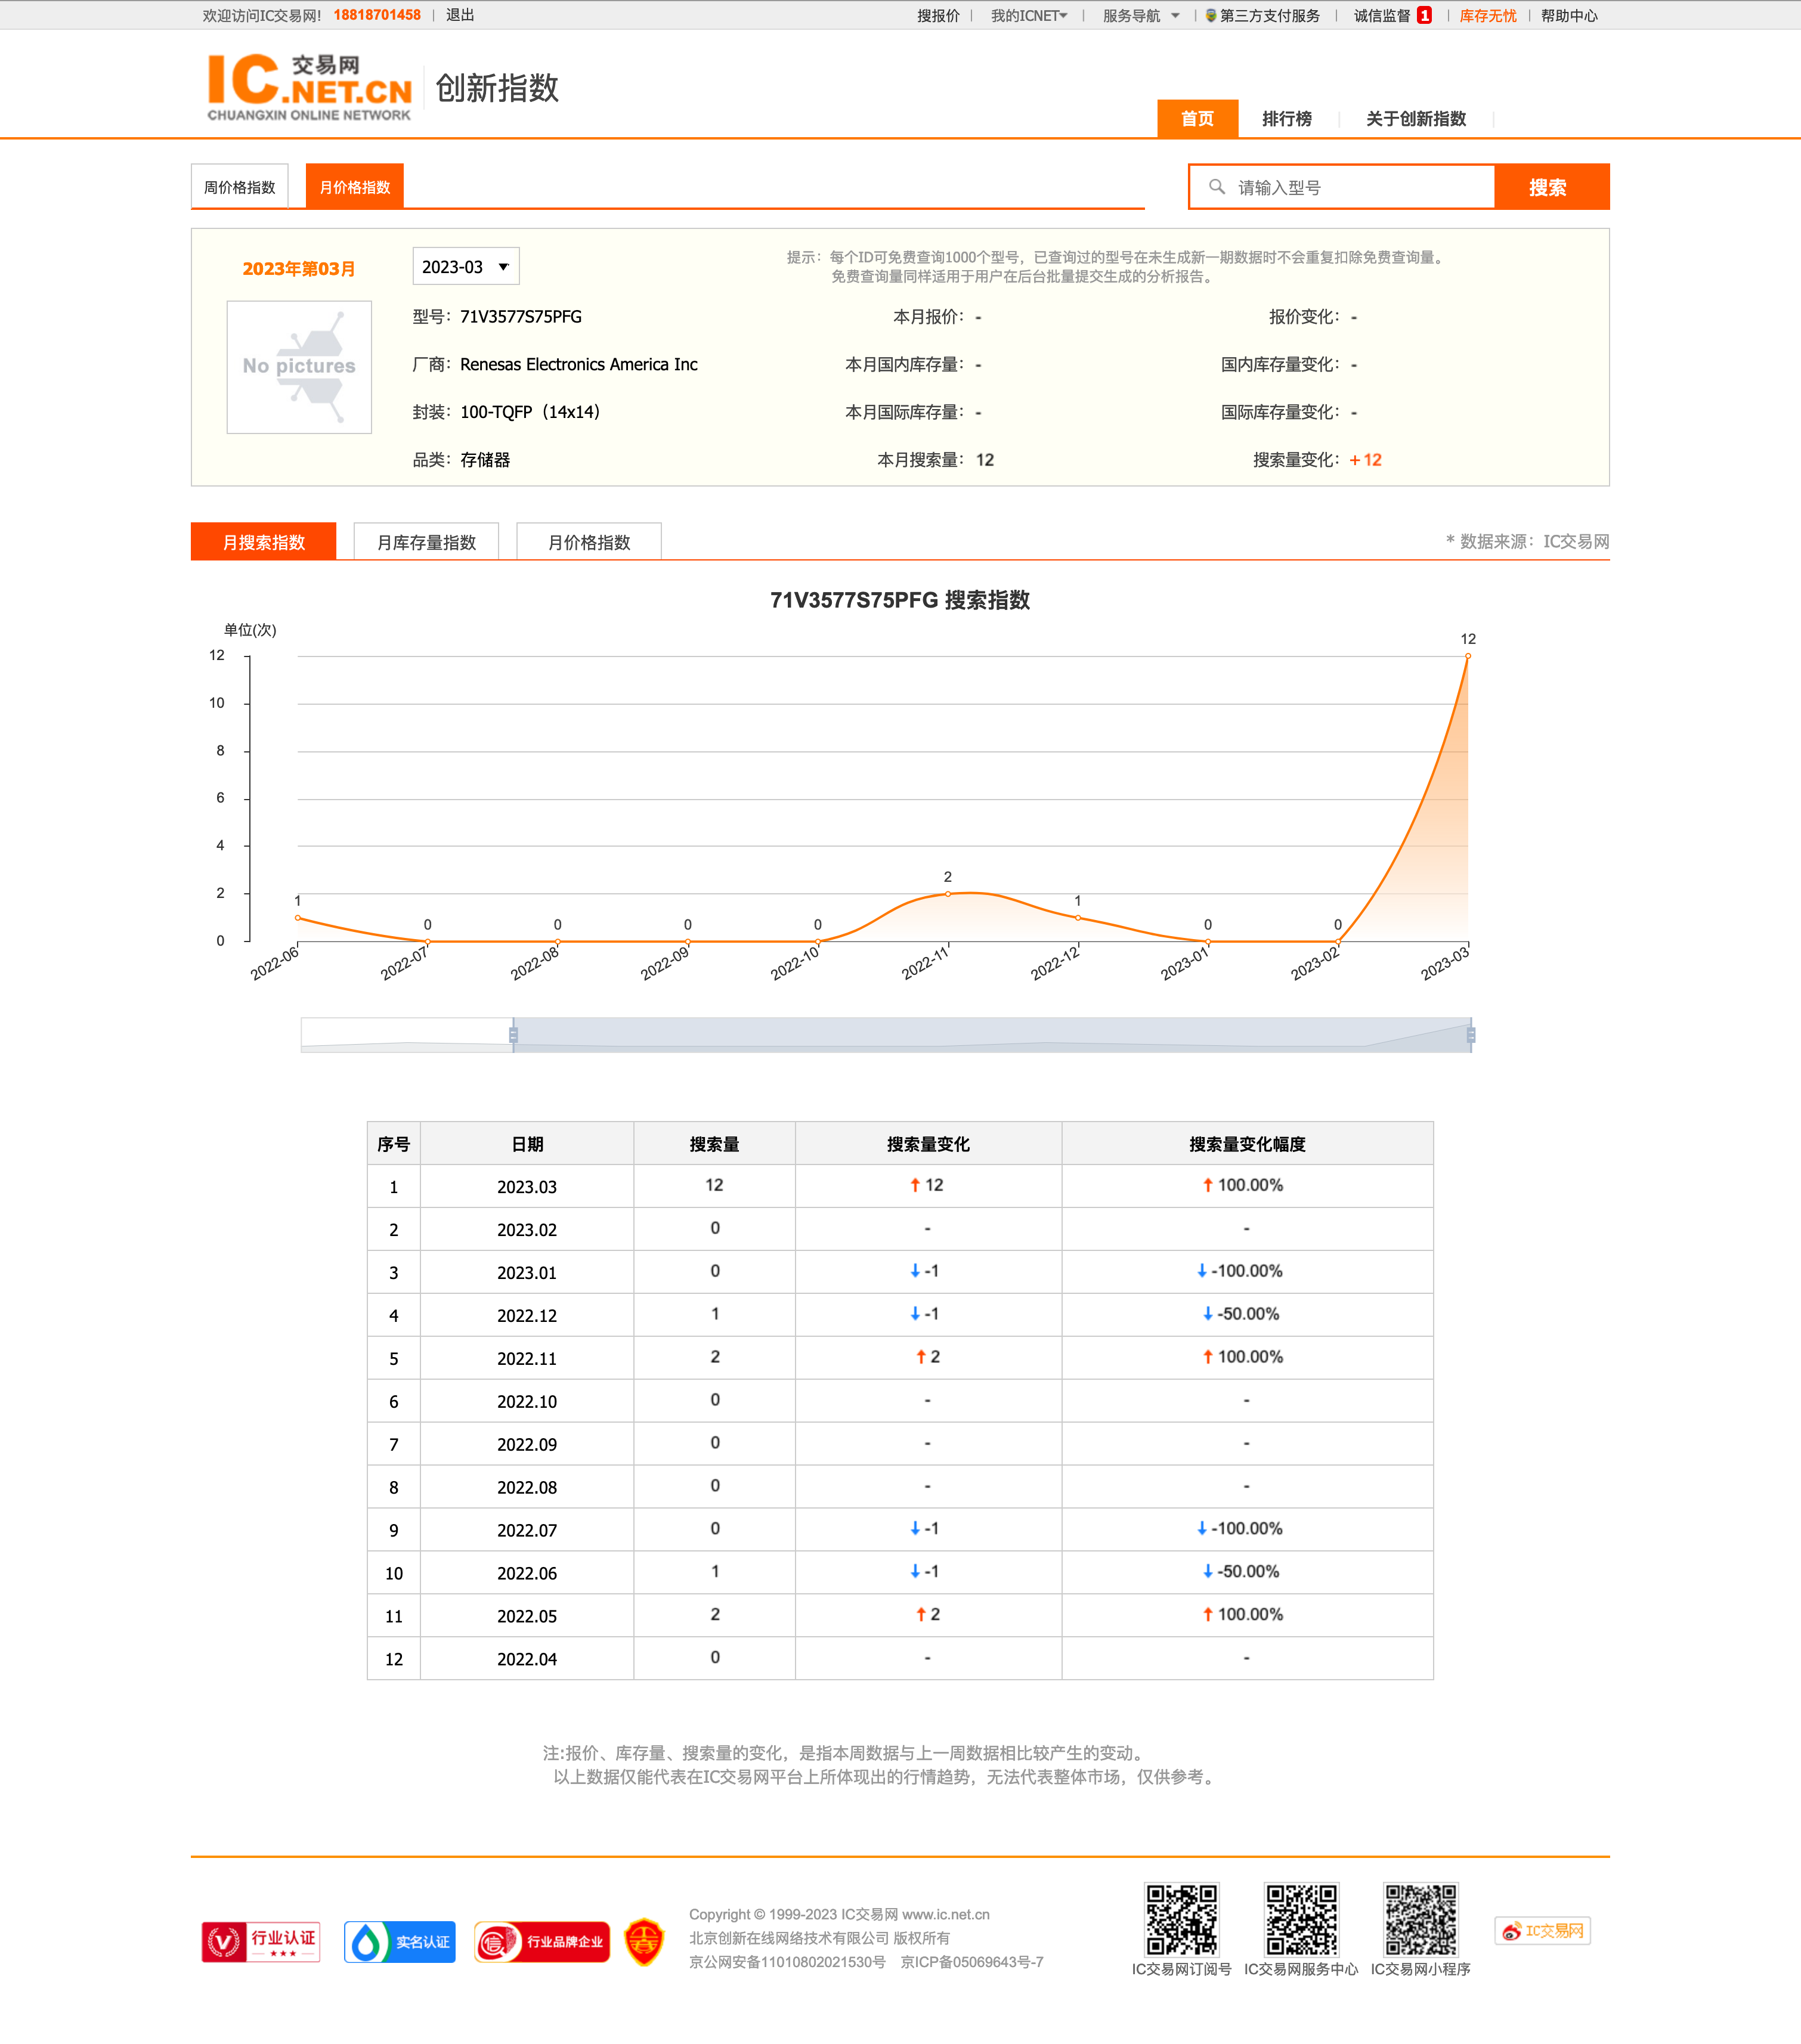 欢迎访问IC交易网! 18818701458 | 退出 搜报价 | 我的ICNET | 服务导航 | 第三方支付服务 | 诚信监督 1 | 库存无忧 | 帮助中心
IC交易网
.NET.CN
CHUANGXIN ONLINE NETWORK
创新指数
首页 排行榜 关于创新指数
周价格指数 月价格指数 请输入型号 搜索
2023年第03月 2023-03 提示:每个ID可免费查询1000个型号,已查询过的型号在未生成新一期数据时不会重复扣除免费查询量。
免费查询量同样适用于用户在后台批量提交生成的分析报告。
No pictures
型号:71V3577S75PFG 本月报价:- 报价变化:-
厂商:Renesas Electronics America Inc 本月国内库存量:- 国内库存量变化:-
封装:100-TQFP(14x14) 本月国际库存量:- 国际库存量变化:-
品类:存储器 本月搜索量:12 搜索量变化:+12
月搜索指数 月库存量指数 月价格指数 * 数据来源:IC交易网
71V3577S75PFG 搜索指数
单位(次)
12
10
8
6
4
2
0
1 0 0 0 0 2 1 0 0 12
2022-06 2022-07 2022-08 2022-09 2022-10 2022-11 2022-12 2023-01 2023-02 2023-03
序号 日期 搜索量 搜索量变化 搜索量变化幅度
1 2023.03 12 ↑ 12 ↑ 100.00%
2 2023.02 0 - -
3 2023.01 0 ↓ -1 ↓ -100.00%
4 2022.12 1 ↓ -1 ↓ -50.00%
5 2022.11 2 ↑ 2 ↑ 100.00%
6 2022.10 0 - -
7 2022.09 0 - -
8 2022.08 0 - -
9 2022.07 0 ↓ -1 ↓ -100.00%
10 2022.06 1 ↓ -1 ↓ -50.00%
11 2022.05 2 ↑ 2 ↑ 100.00%
12 2022.04 0 - -
注:报价、库存量、搜索量的变化,是指本周数据与上一周数据相比较产生的变动。
以上数据仅能代表在IC交易网平台上所体现出的行情趋势,无法代表整体市场,仅供参考。
行业认证
实名认证
信 行业品牌企业
Copyright © 1999-2023 IC交易网 www.ic.net.cn
北京创新在线网络技术有限公司 版权所有
京公网安备11010802021530号 京ICP备05069643号-7
IC交易网订阅号 IC交易网服务中心 IC交易网小程序
IC交易网